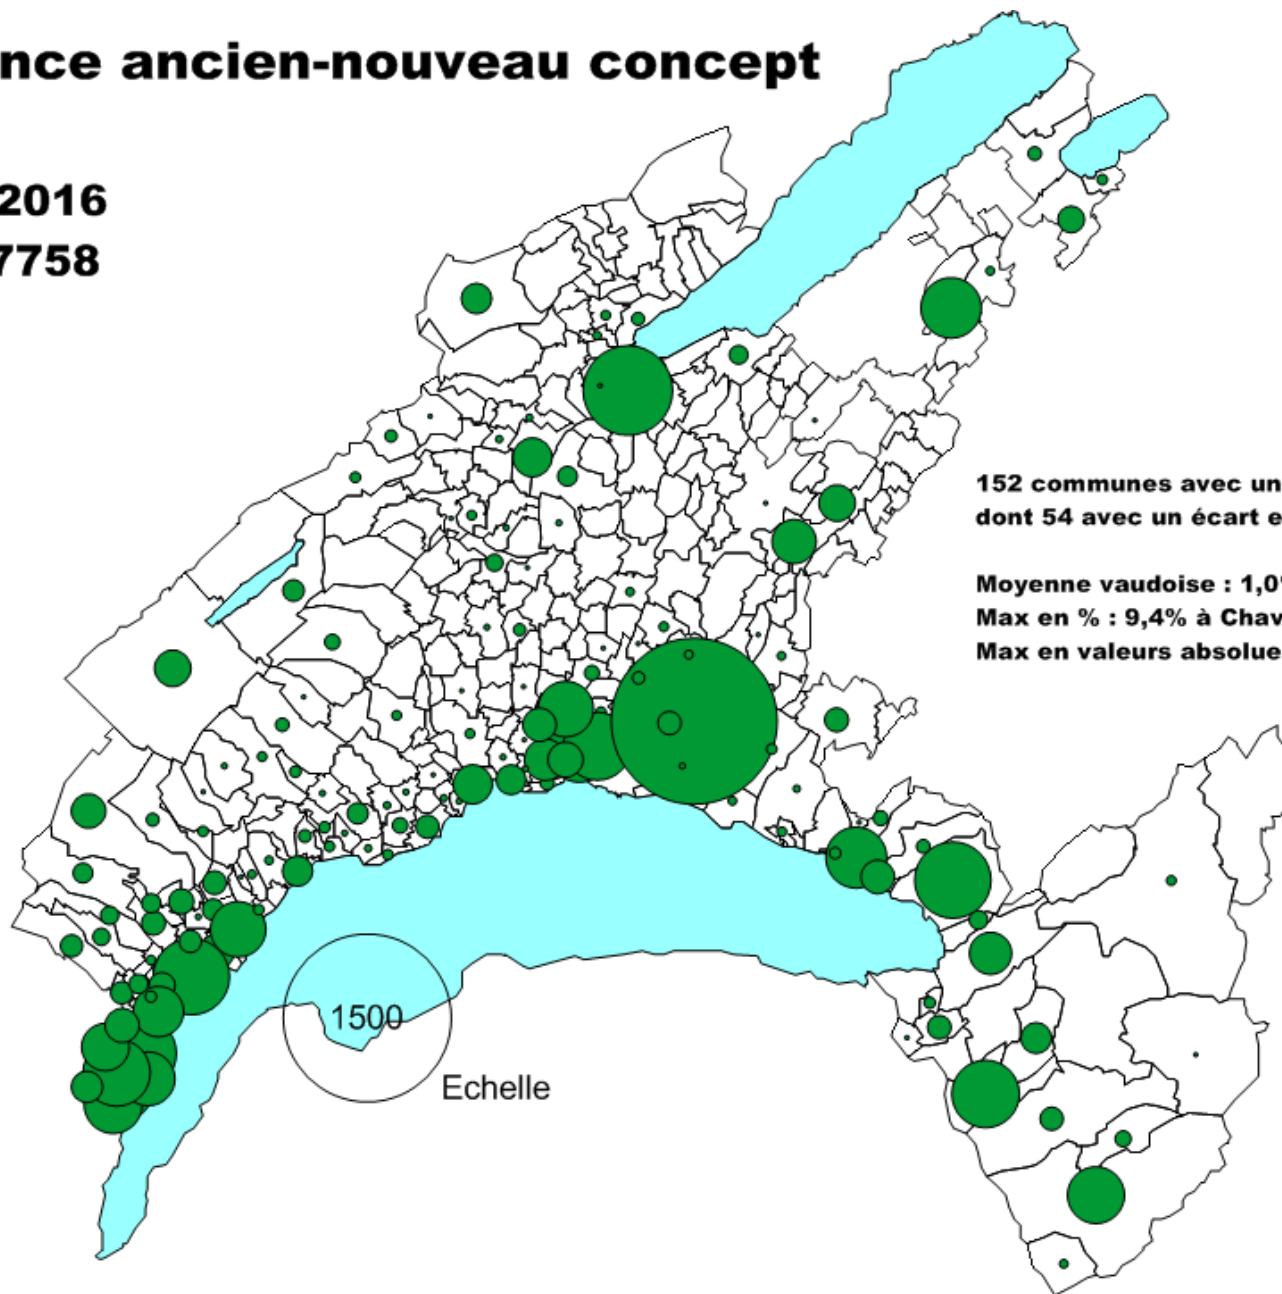 nce ancien-nouveau concept
2016
7758
152 communes avec un
dont 54 avec un écart e
Moyenne vaudoise : 1,0%
Max en % : 9,4% à Chav
Max en valeurs absolue
1500
Echelle